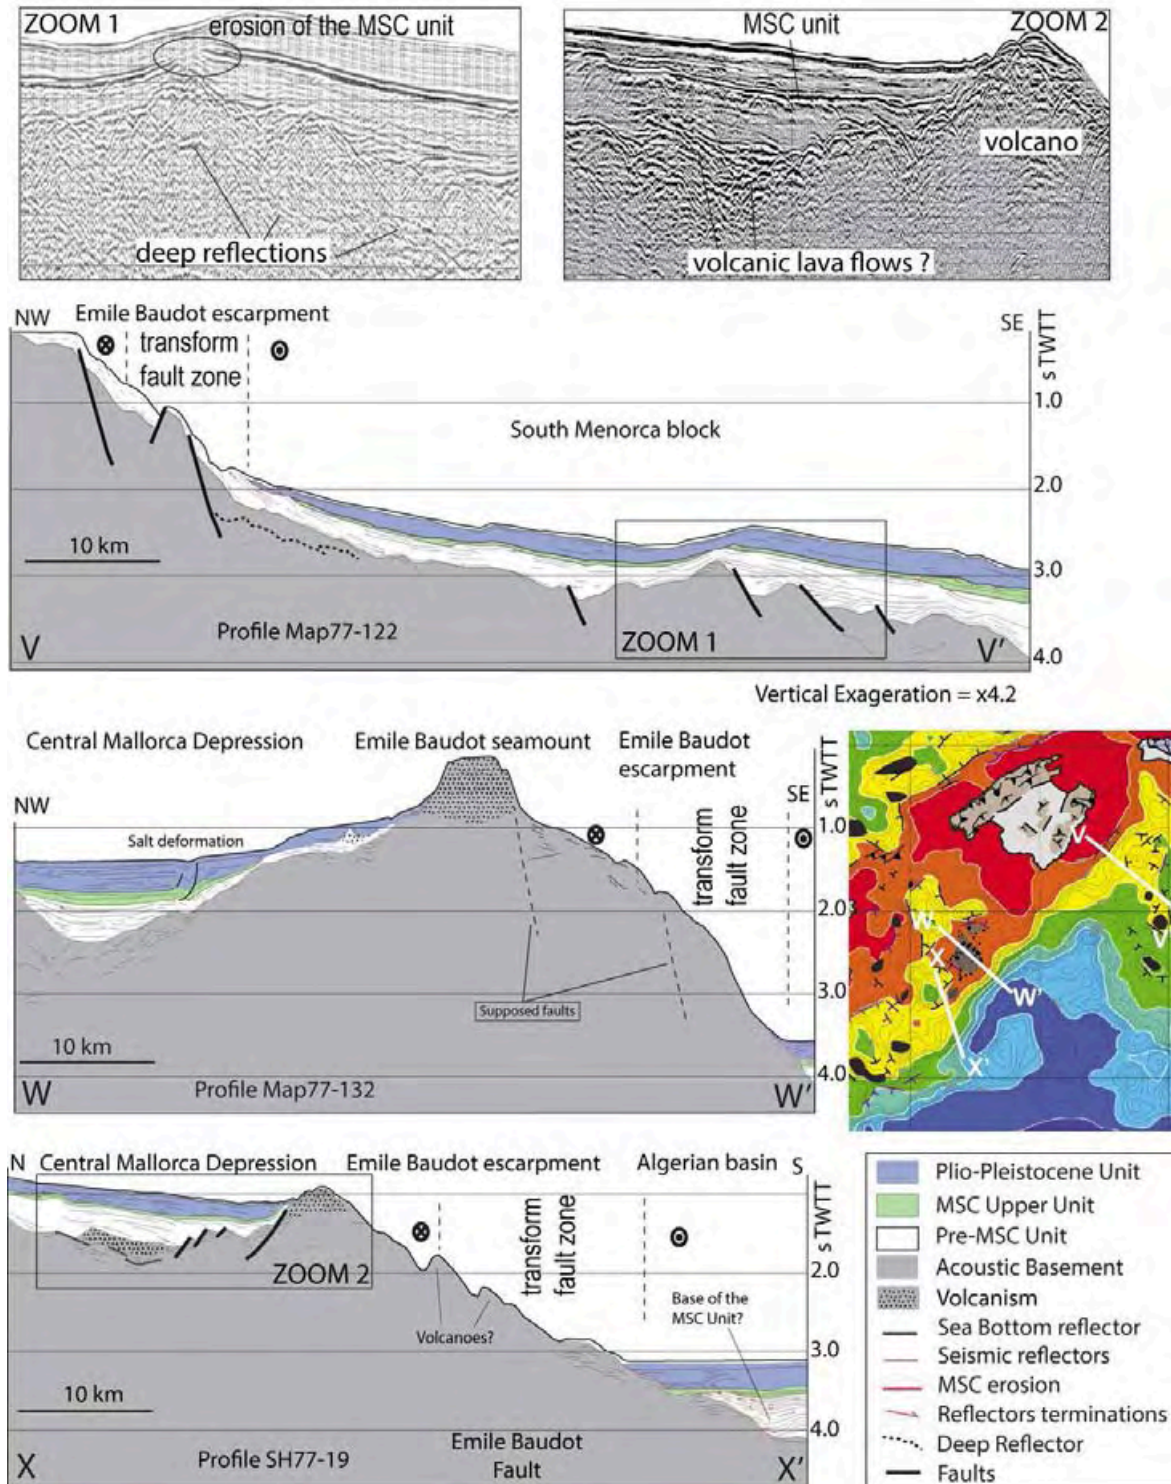 ZOOM 1
erosion of the MSC unit
deep reflections
MSC unit
ZOOM 2
volcano
volcanic lava flows ?
NW
Emile Baudot escarpment
transform
fault zone
SE
s TWTT
1.0
South Menorca block
2.0
10 km
3.0
Profile Map77-122
ZOOM 1
V
V'
4.0
Vertical Exageration = x4.2
Central Mallorca Depression
Emile Baudot seamount
Emile Baudot
escarpment
NW
SE
s TWTT
Salt deformation
transform
fault zone
1.0
2.0
3.0
Supposed faults
10 km
4.0
W
Profile Map77-132
W'
V
V
W
W'
X
X'
N
Central Mallorca Depression
Emile Baudot escarpment
Algerian basin
S
s TWTT
transform
fault zone
ZOOM 2
2.0
Volcanoes?
Base of the
MSC Unit?
3.0
10 km
4.0
X
Profile SH77-19
Emile Baudot
Fault
X'
Plio-Pleistocene Unit
MSC Upper Unit
Pre-MSC Unit
Acoustic Basement
Volcanism
Sea Bottom reflector
Seismic reflectors
MSC erosion
Reflectors terminations
Deep Reflector
Faults